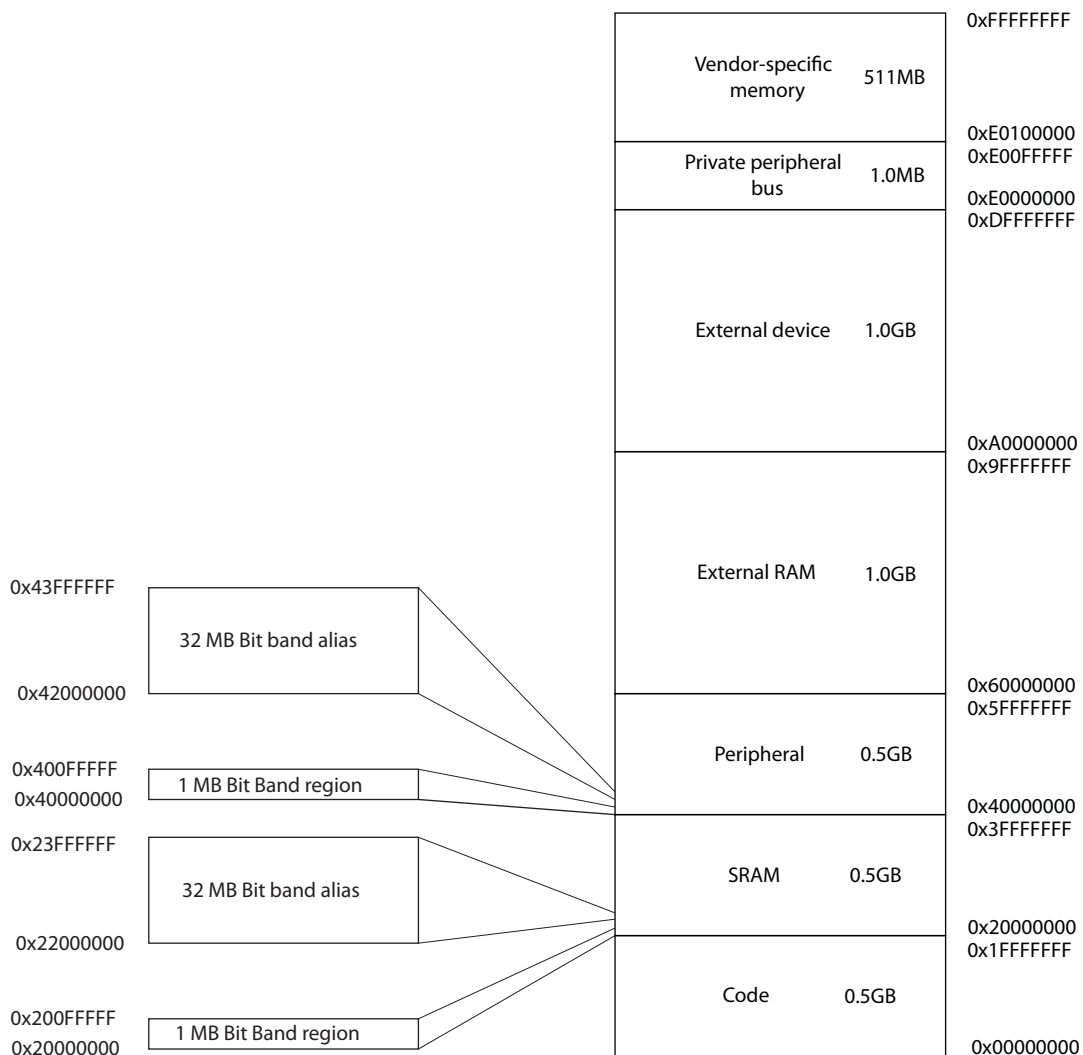 0xFFFFFFFF
Vendor-specific
memory
511MB
0xE0100000
0xE00FFFFF
Private peripheral
bus
1.0MB
0xE0000000
0xDFFFFFFF
External device
1.0GB
0xA0000000
0x9FFFFFFF
External RAM
1.0GB
0x60000000
0x5FFFFFFF
Peripheral
0.5GB
0x40000000
0x3FFFFFFF
SRAM
0.5GB
0x20000000
0x1FFFFFFF
Code
0.5GB
0x00000000
0x43FFFFFF
32 MB Bit band alias
0x42000000
0x400FFFFF
1 MB Bit Band region
0x40000000
0x23FFFFFF
32 MB Bit band alias
0x22000000
0x200FFFFF
1 MB Bit Band region
0x20000000